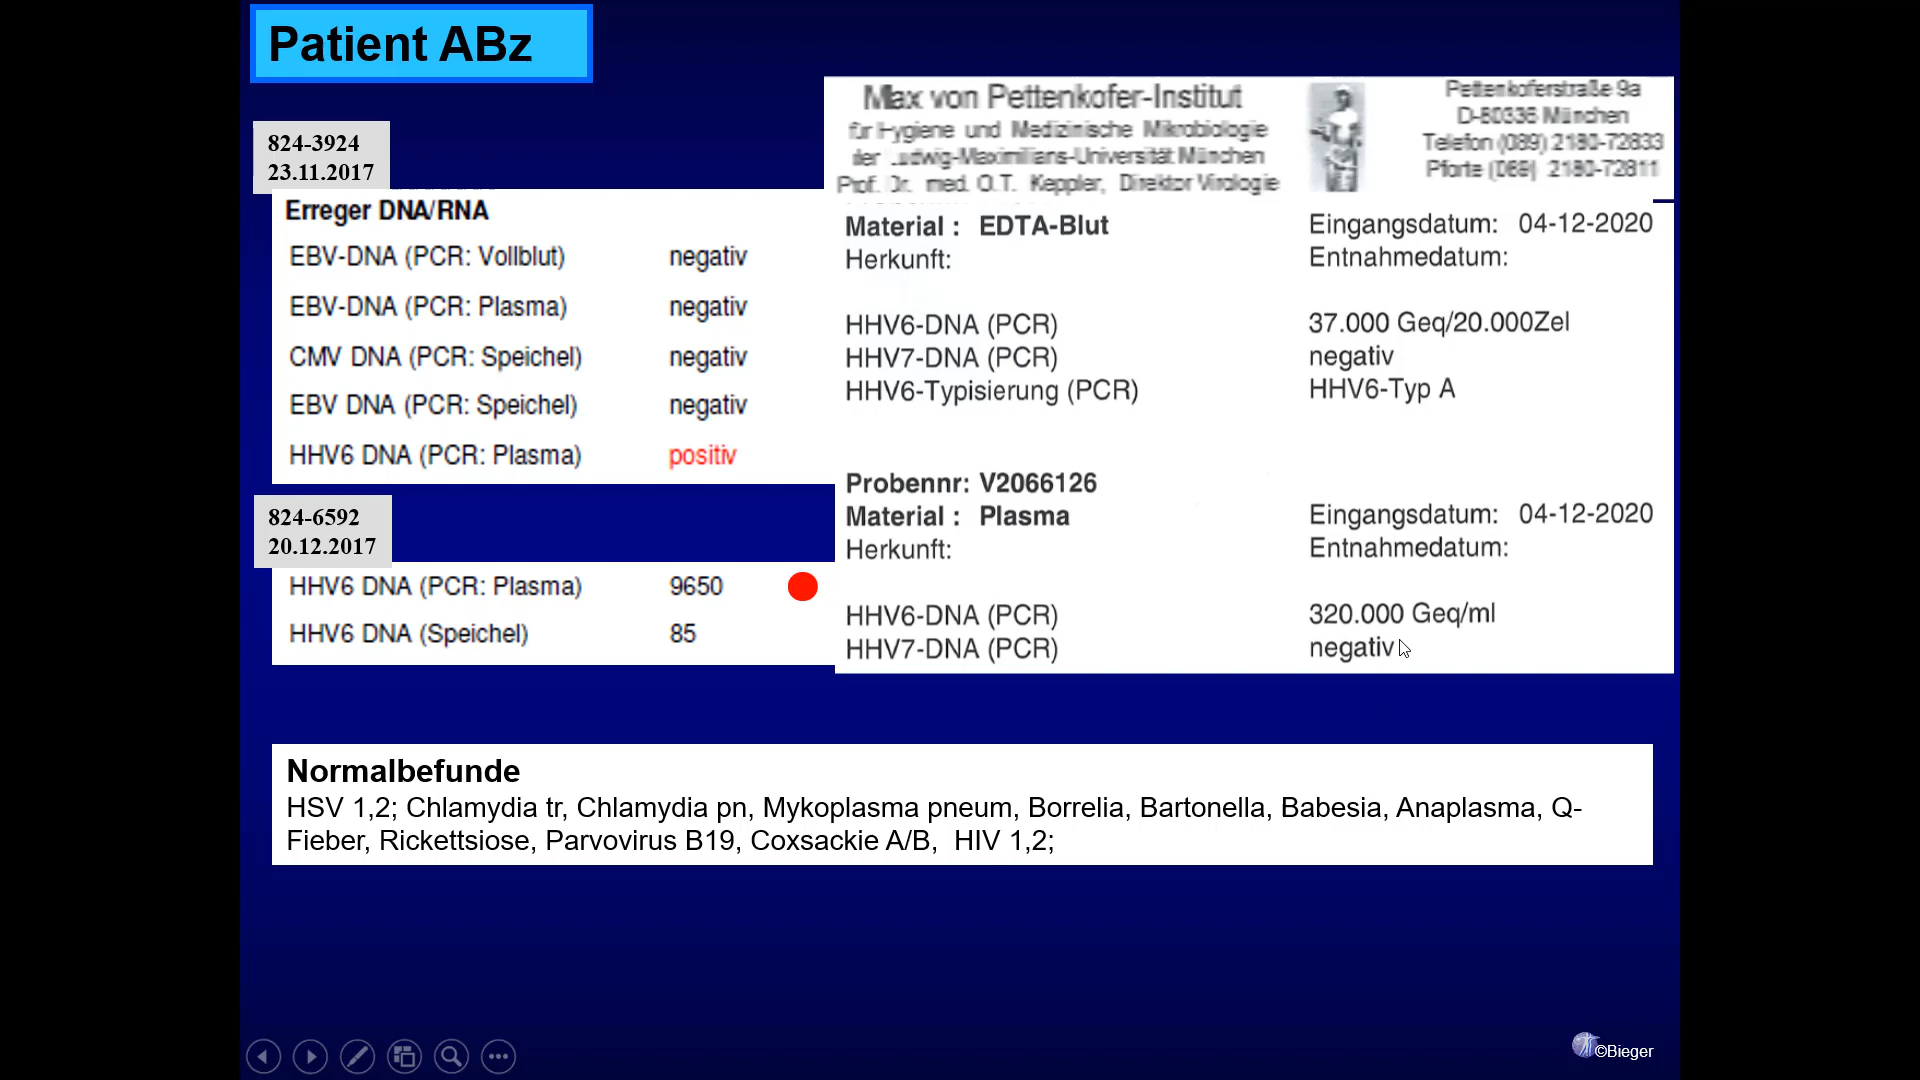 Patient ABz
824-3924
23.11.2017
Erreger DNA/RNA
EBV-DNA (PCR: Vollblut) negativ
EBV-DNA (PCR: Plasma) negativ
CMV DNA (PCR: Speichel) negativ
EBV DNA (PCR: Speichel) negativ
HHV6 DNA (PCR: Plasma) positiv
824-6592
20.12.2017
HHV6 DNA (PCR: Plasma) 9650
HHV6 DNA (Speichel) 85
Max von Pettenkofer-Institut
für Hygiene und Medizinische Mikrobiologie
der Ludwig-Maximilians-Universität München
Prof. Dr. med. O.T. Keppler, Direktor Virologie
Pettenkoferstraße 9a
D-80336 München
Telefon (089) 2180-72833
Pforte (089) 2180-72811
Material : EDTA-Blut Eingangsdatum: 04-12-2020
Herkunft: Entnahmedatum:
HHV6-DNA (PCR) 37.000 Geq/20.000Zel
HHV7-DNA (PCR) negativ
HHV6-Typisierung (PCR) HHV6-Typ A
Probennr: V2066126
Material : Plasma Eingangsdatum: 04-12-2020
Herkunft: Entnahmedatum:
HHV6-DNA (PCR) 320.000 Geq/ml
HHV7-DNA (PCR) negativ
Normalbefunde
HSV 1,2; Chlamydia tr, Chlamydia pn, Mykoplasma pneum, Borrelia, Bartonella, Babesia, Anaplasma, Q-
Fieber, Rickettsiose, Parvovirus B19, Coxsackie A/B, HIV 1,2;
©Bieger